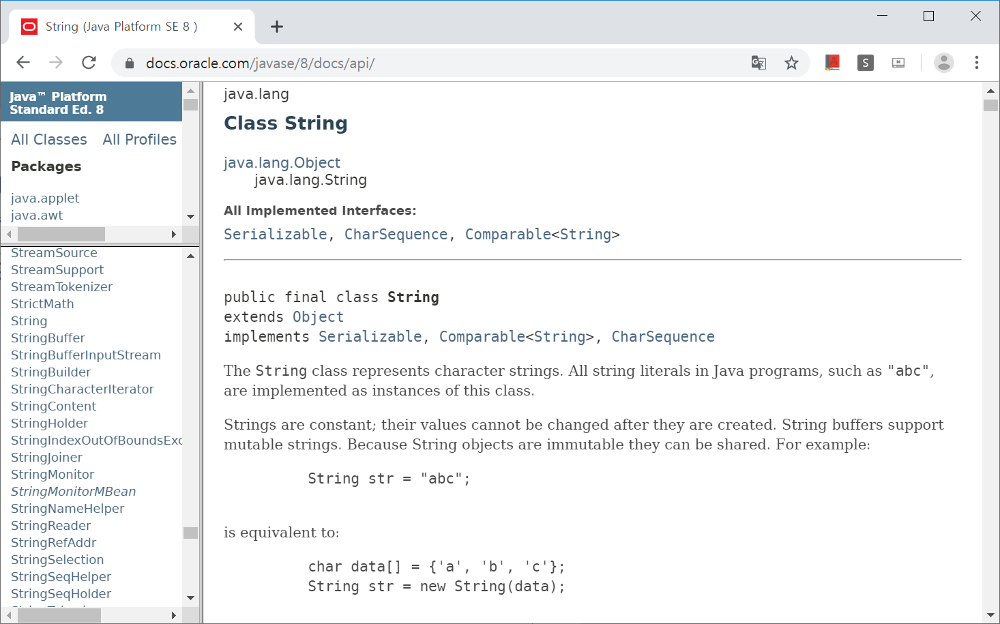 String (Java Platform SE 8 )
docs.oracle.com/javase/8/docs/api/
S
Java™ Platform
Standard Ed. 8
All Classes All Profiles
Packages
java.applet
java.awt
StreamSource
StreamSupport
StreamTokenizer
StrictMath
String
StringBuffer
StringBufferInputStream
StringBuilder
StringCharacterIterator
StringContent
StringHolder
StringIndexOutOfBoundsExc
StringJoiner
StringMonitor
StringMonitorMBean
StringNameHelper
StringReader
StringRefAddr
StringSelection
StringSeqHelper
StringSeqHolder
java.lang
Class String
java.lang.Object
java.lang.String
All Implemented Interfaces:
Serializable, CharSequence, Comparable<String>
public final class String
extends Object
implements Serializable, Comparable<String>, CharSequence
The String class represents character strings. All string literals in Java programs, such as "abc",
are implemented as instances of this class.
Strings are constant; their values cannot be changed after they are created. String buffers support
mutable strings. Because String objects are immutable they can be shared. For example:
String str = "abc";
is equivalent to:
char data[] = {'a', 'b', 'c'};
String str = new String(data);